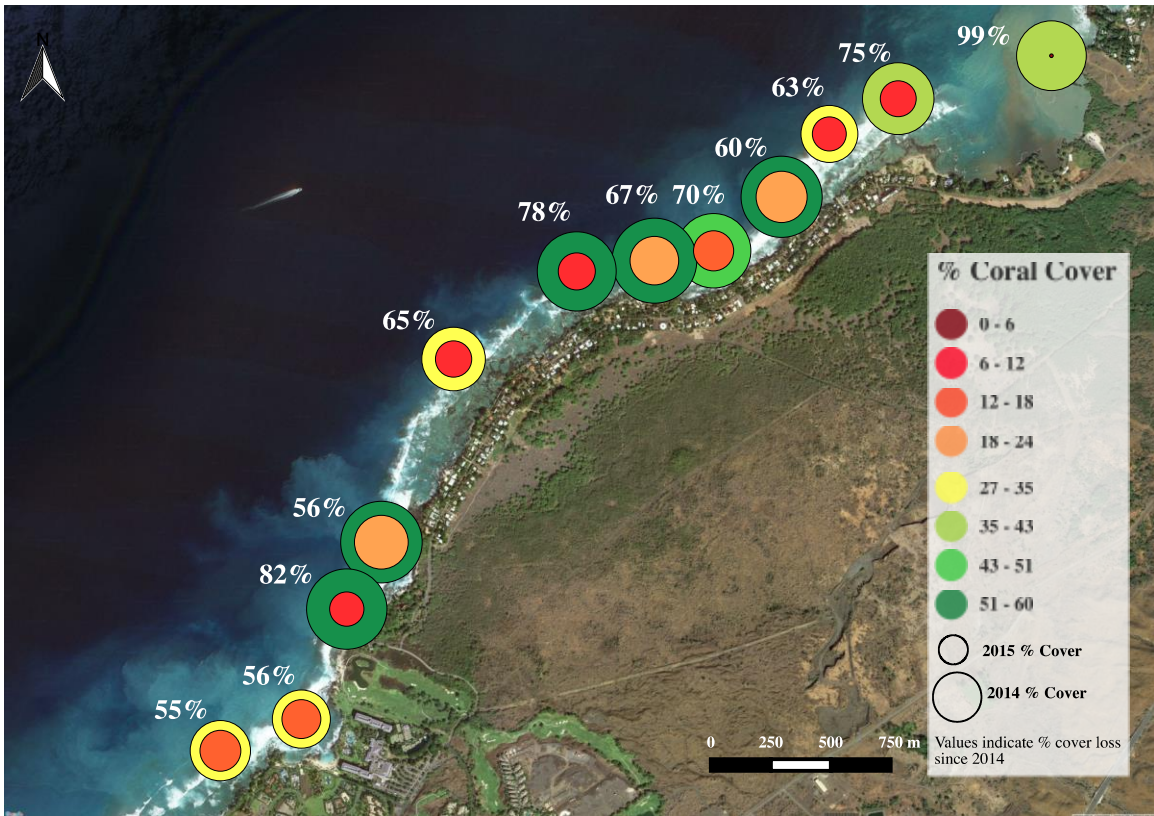 N
99%
75%
63%
60%
67%
70%
78%
65%
56%
82%
56%
55%
% Coral Cover
0 - 6
6 - 12
12 - 18
18 - 24
27 - 35
35 - 43
43 - 51
51 - 60
2015 % Cover
2014 % Cover
Values indicate % cover loss
since 2014
0 250 500 750 m